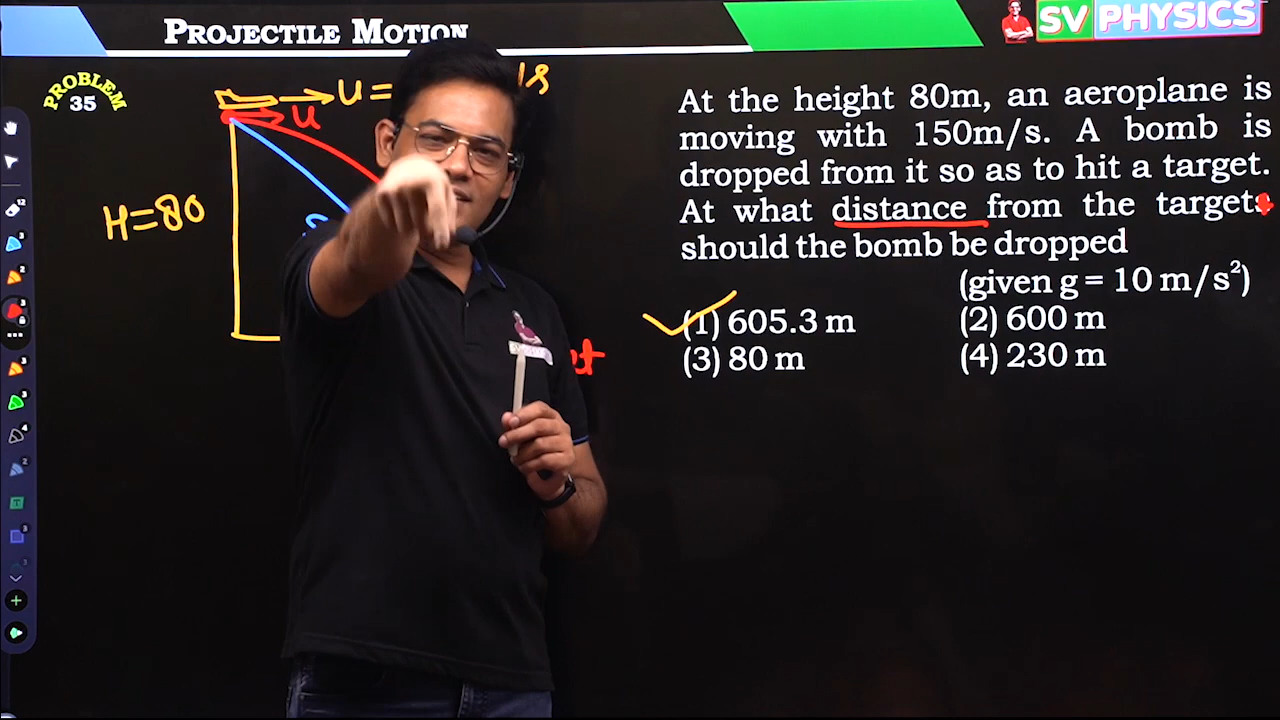 PROJECTILE MOTION
SV PHYSICS
PROBLEM
35
U =
U
H=80
S
At the height 80m, an aeroplane is
moving with 150m/s. A bomb is
dropped from it so as to hit a target.
At what distance from the targets
should the bomb be dropped
(given g = 10 m/s²)
(1) 605.3 m
(2) 600 m
(3) 80 m
(4) 230 m